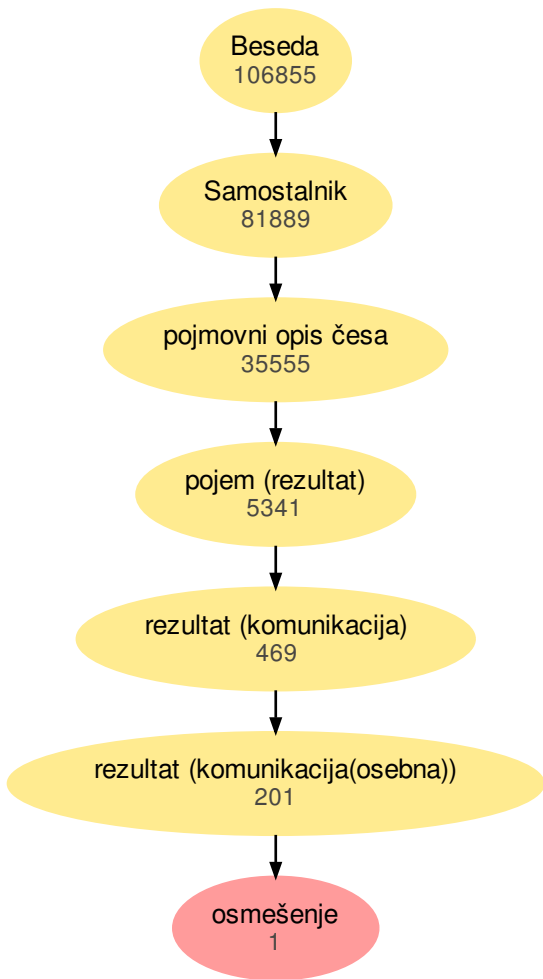 Beseda
106855
Samostalnik
81889
pojmovni opis česa
35555
pojem (rezultat)
5341
rezultat (komunikacija)
469
rezultat (komunikacija(osebna))
201
osmešenje
1